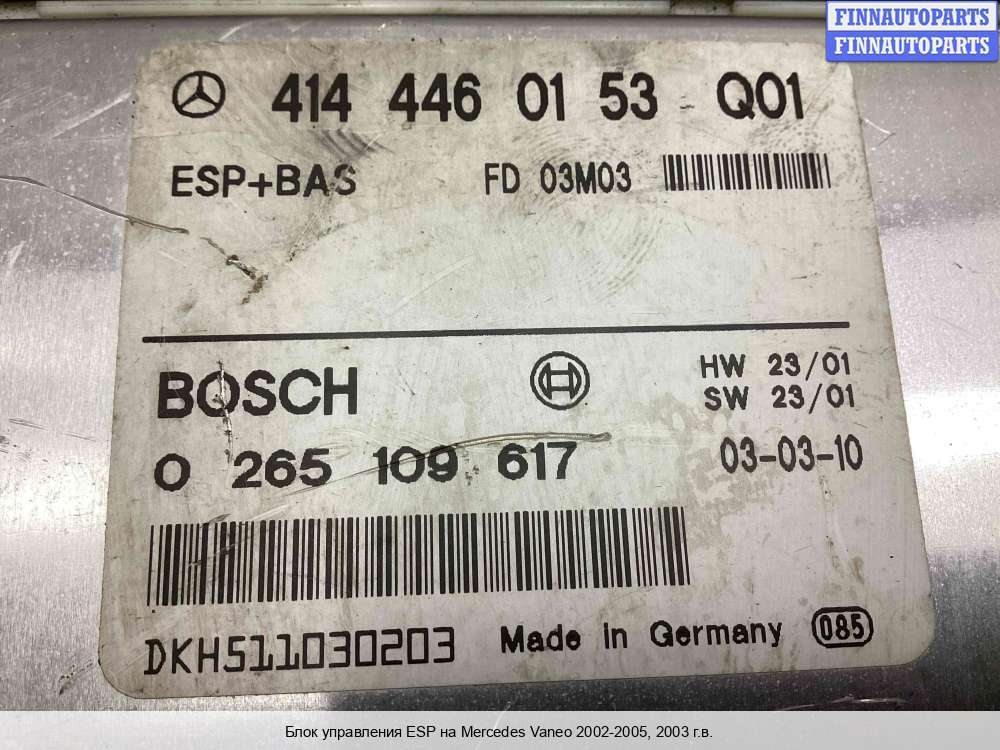 FINNAUTOPARTS
FINNAUTOPARTS
414 446 01 53 Q01
ESP+BAS FD 03M03
BOSCH HW 23/01
SW 23/01
0 265 109 617 03-03-10
DKH511030203 Made in Germany 085
Блок управления ESP на Mercedes Vaneo 2002-2005, 2003 г.в.